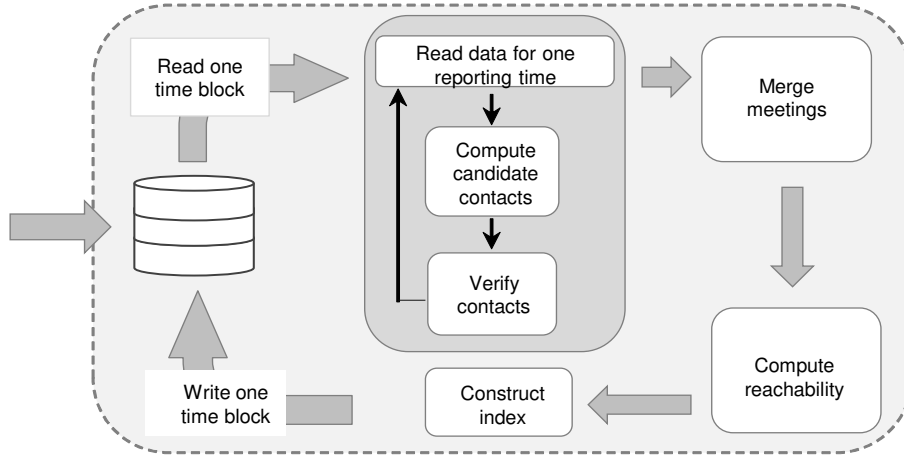 Read one
time block
Read data for one
reporting time
Compute
candidate
contacts
Verify
contacts
Merge
meetings
Compute
reachability
Construct
index
Write one
time block